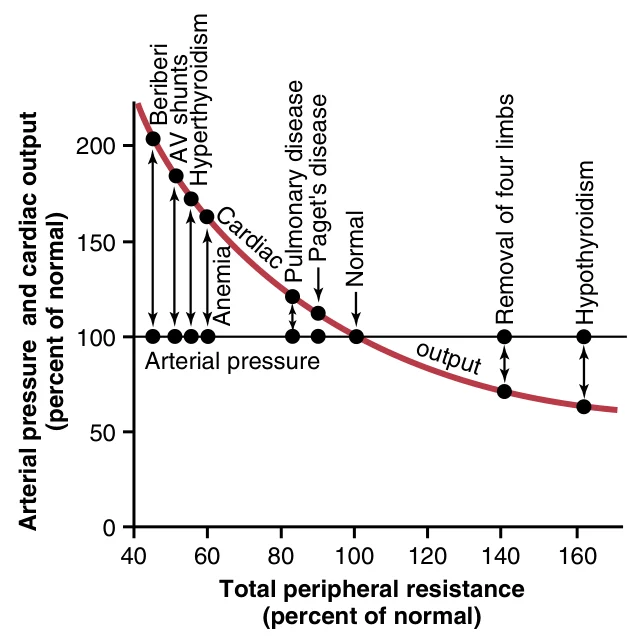 Beriberi
AV shunts
Hyperthyroidism
Anemia
Pulmonary disease
Paget's disease
Normal
Removal of four limbs
Hypothyroidism
Cardiac
output
Arterial pressure
Arterial pressure and cardiac output
(percent of normal)
200
150
100
50
0
40
60
80
100
120
140
160
Total peripheral resistance
(percent of normal)